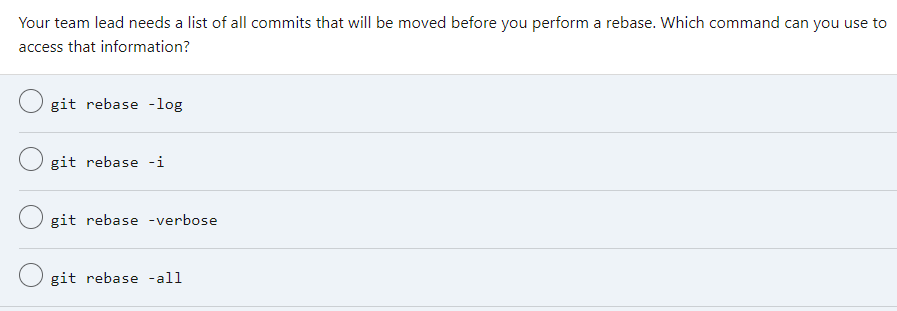 Your team lead needs a list of all commits that will be moved before you perform a rebase. Which command can you use to
access that information?
git rebase -log
git rebase -i
git rebase -verbose
git rebase -all